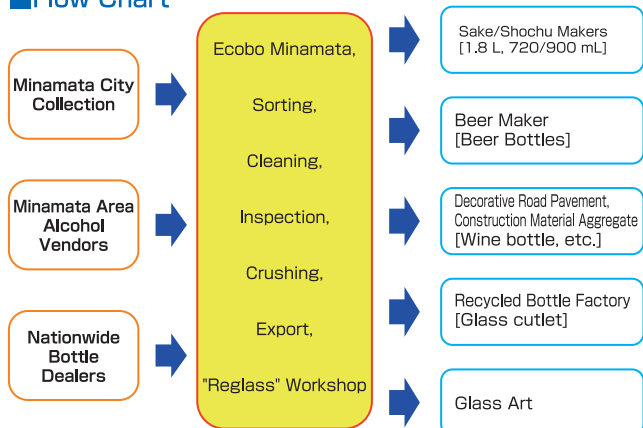 ■Flow Chart
Minamata City
Collection
Minamata Area
Alcohol
Vendors
Nationwide
Bottle
Dealers
Ecobo Minamata,
Sorting,
Cleaning,
Inspection,
Crushing,
Export,
"Reglass" Workshop
Sake/Shochu Makers
[1.8 L, 720/900 mL]
Beer Maker
[Beer Bottles]
Decorative Road Pavement,
Construction Material Aggregate
[Wine bottle, etc.]
Recycled Bottle Factory
[Glass cutlet]
Glass Art